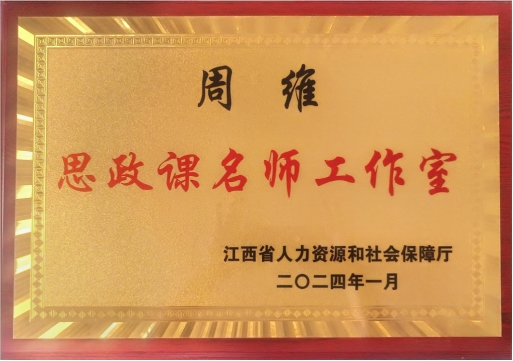 周维
思政课名师工作室
江西省人力资源和社会保障厅
二〇二四年一月